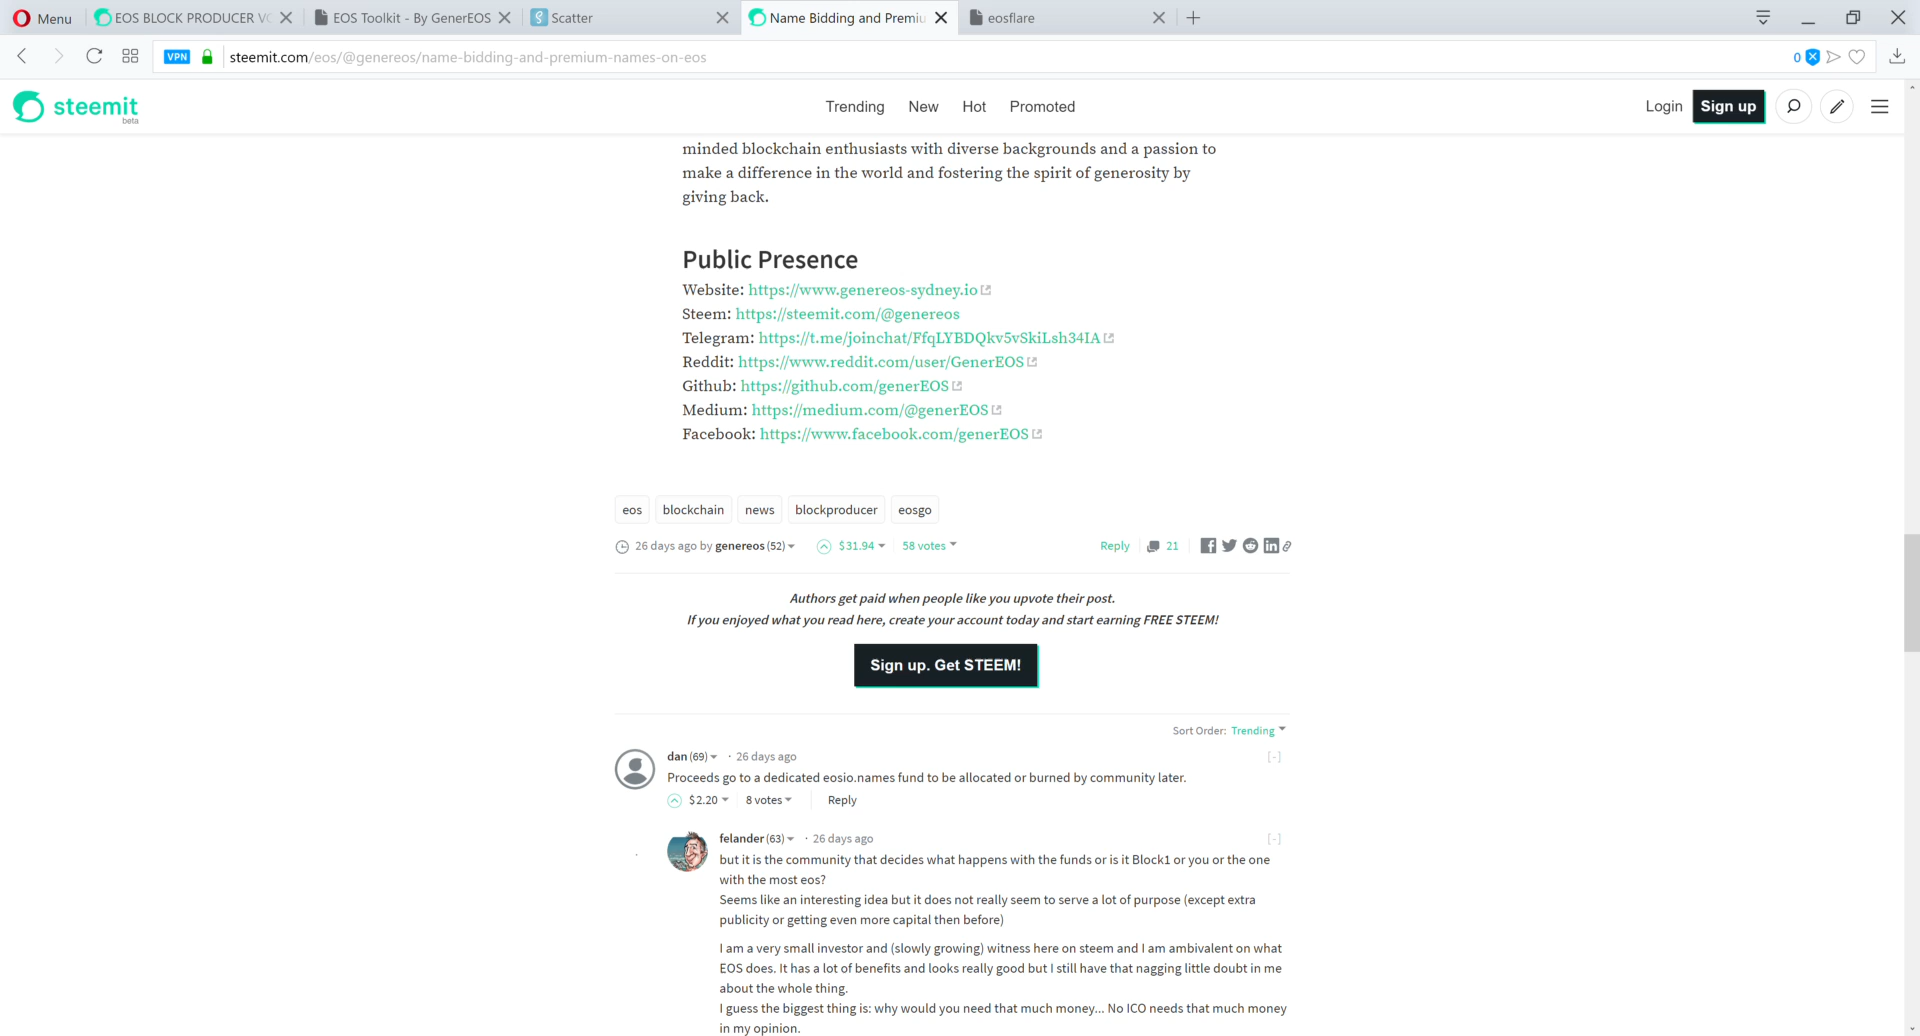 Menu
EOS BLOCK PRODUCER VO
EOS Toolkit - By GenerEOS
Scatter
Name Bidding and Premiu
eosflare
VPN
steemit.com/eos/@genereos/name-bidding-and-premium-names-on-eos
0
steemit
beta
Trending New Hot Promoted
Login Sign up
minded blockchain enthusiasts with diverse backgrounds and a passion to
make a difference in the world and fostering the spirit of generosity by
giving back.
Public Presence
Website: https://www.genereos-sydney.io
Steem: https://steemit.com/@genereos
Telegram: https://t.me/joinchat/FfqLYBDQkv5vSkiLsh34IA
Reddit: https://www.reddit.com/user/GenerEOS
Github: https://github.com/generEOS
Medium: https://medium.com/@generEOS
Facebook: https://www.facebook.com/generEOS
eos blockchain news blockproducer eosgo
26 days ago by genereos (52) $31.94 58 votes Reply 21
Authors get paid when people like you upvote their post.
If you enjoyed what you read here, create your account today and start earning FREE STEEM!
Sign up. Get STEEM!
Sort Order: Trending
dan (69) · 26 days ago [-]
Proceeds go to a dedicated eosio.names fund to be allocated or burned by community later.
$2.20 8 votes Reply
felander (63) · 26 days ago [-]
but it is the community that decides what happens with the funds or is it Block1 or you or the one
with the most eos?
Seems like an interesting idea but it does not really seem to serve a lot of purpose (except extra
publicity or getting even more capital then before)
I am a very small investor and (slowly growing) witness here on steem and I am ambivalent on what
EOS does. It has a lot of benefits and looks really good but I still have that nagging little doubt in me
about the whole thing.
I guess the biggest thing is: why would you need that much money... No ICO needs that much money
in my opinion.